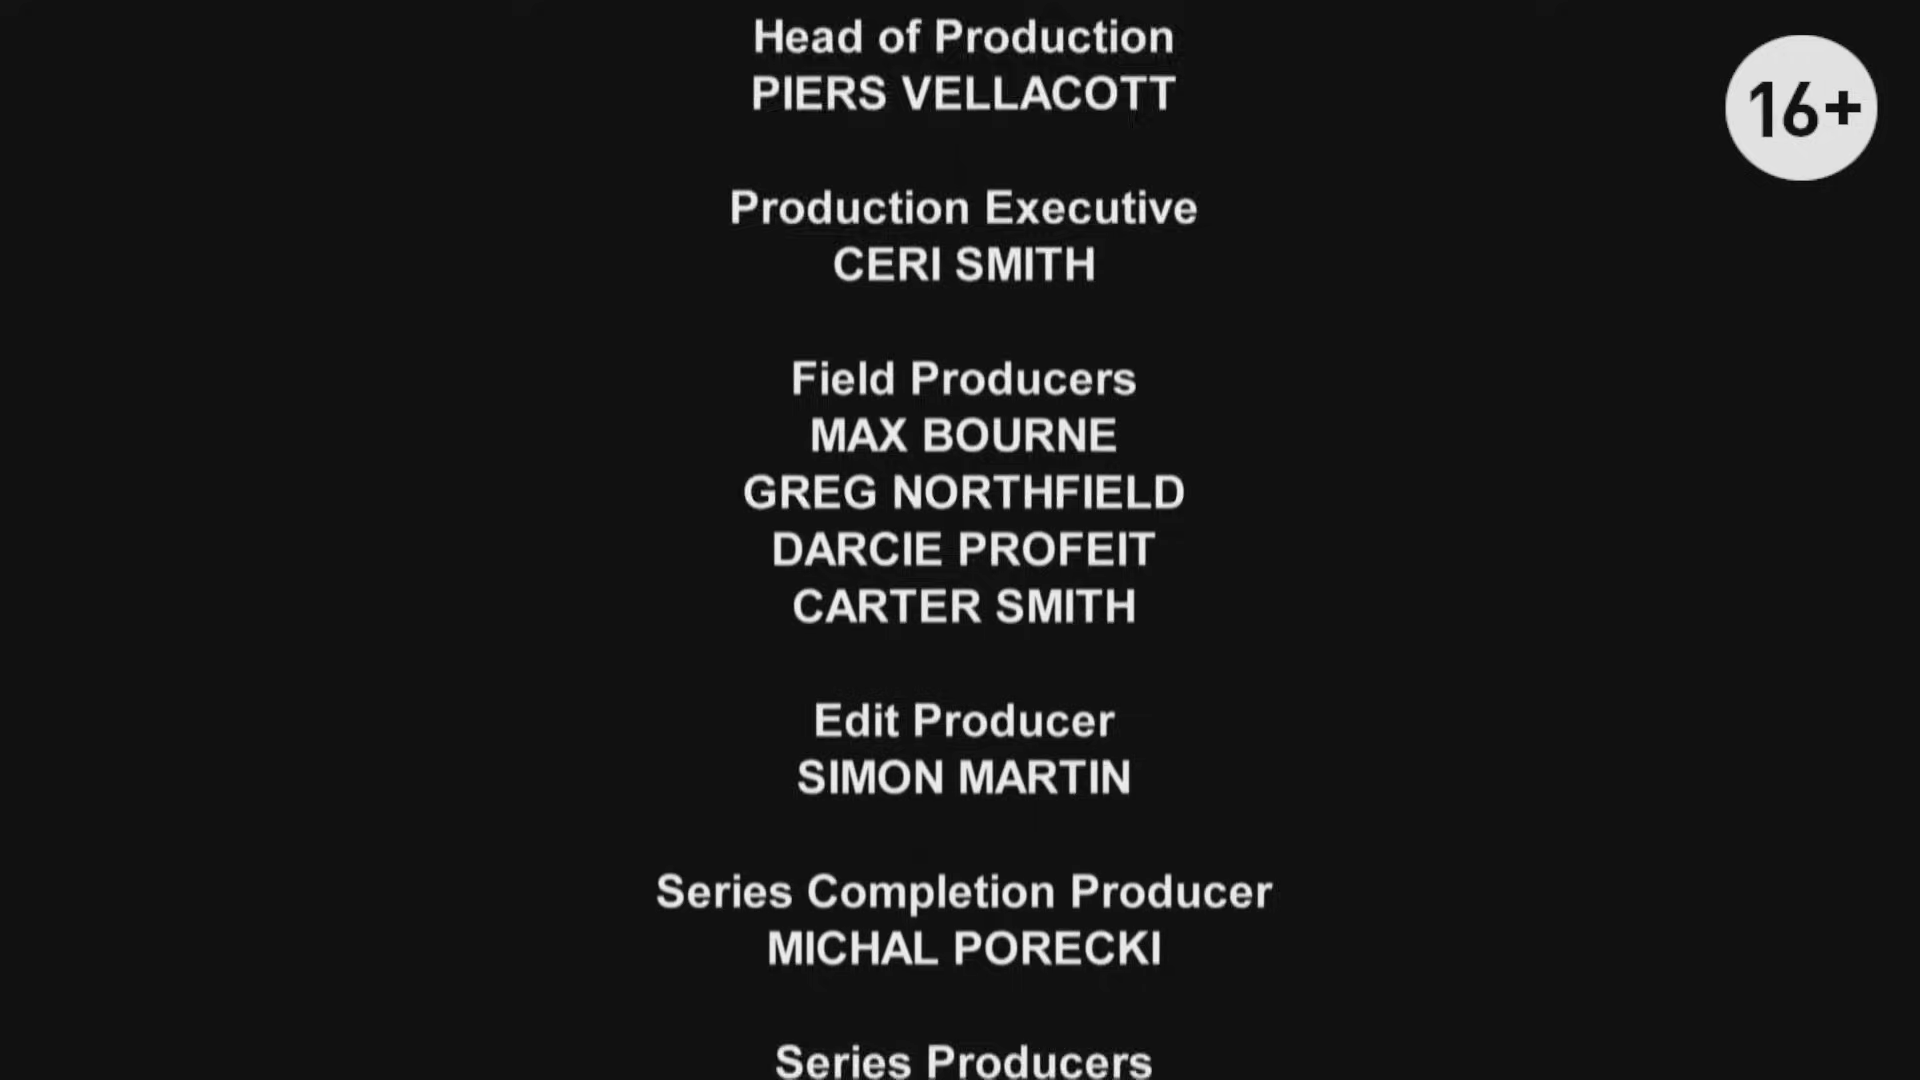 Head of Production
PIERS VELLACOTT
16+
Production Executive
CERI SMITH
Field Producers
MAX BOURNE
GREG NORTHFIELD
DARCIE PROFEIT
CARTER SMITH
Edit Producer
SIMON MARTIN
Series Completion Producer
MICHAL PORECKI
Series Producers